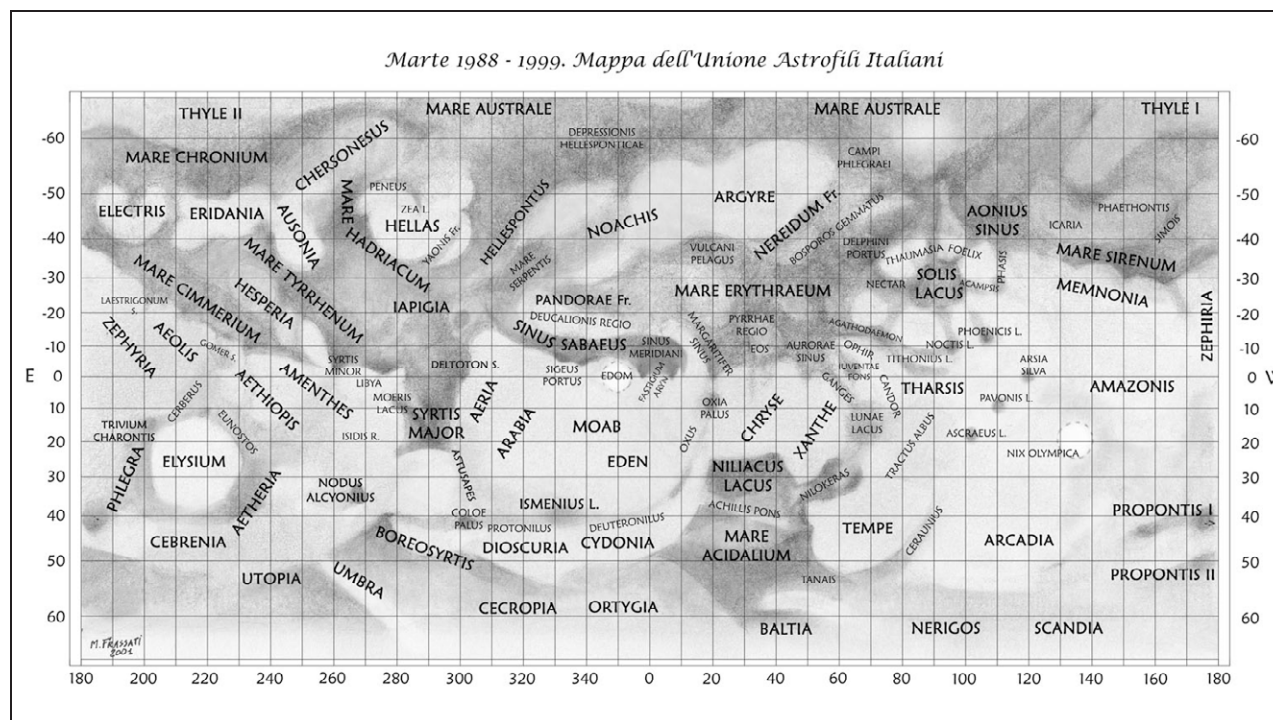 Marte 1988 - 1999. Mappa dell'Unione Astrofili Italiani
THYLE II
MARE AUSTRALE
MARE AUSTRALE
THYLE I
-60
-60
DEPRESSIONIS
HELLESPONTICAE
MARE CHRONIUM
CHERSONESUS
CAMPI
PHLEGRAEI
-50
-50
PENEUS
ARGYRE
ELECTRIS
ERIDANIA
AUSONIA
MARE HADRIACUM
ZEA L.
HELLAS
YAONIS Fr.
HELLESPONTUS
NOACHIS
NEREIDUM Fr.
BOSPOROS GEMMATUS
AONIUS
SINUS
ICARIA
PHAETHONTIS
SIMOIS
-40
-40
VULCANI
PELAGUS
DELPHINI
PORTUS
THAUMASIA FOELIX
PHASIS
MARE SIRENUM
MARE CIMMERIUM
HESPERIA
MARE TYRRHENUM
MARE
SERPENTIS
-30
-30
SOLIS
LACUS
NECTAR
ACAMPSIS
MEMNONIA
LAESTRIGONUM
S.
IAPIGIA
PANDORAE Fr.
MARE ERYTHRAEUM
-20
-20
ZEPHYRIA
AEOLIS
GOMER S.
DEUCALIONIS REGIO
SINUS SABAEUS
SINUS
MERIDIANI
MARGARITIFER
SINUS
PYRRHAE
REGIO
EOS
AURORAE
SINUS
AGATHODAEMON
OPHIR
TITHONIUS L.
NOCTIS L.
PHOENICIS L.
ZEPHIRIA
-10
-10
SYRTIS
MINOR
LIBYA
DELTOTON S.
SIGEUS
PORTUS
EDOM
FASTIGIUM
ARYN
IUVENTAE
FONS
ARSIA
SILVA
E
0
0
AETHIOPIS
AMENTHES
CERBERUS
MOERIS
LACUS
AERIA
ARABIA
OXIA
PALUS
CHRYSE
XANTHE
GANGES
CANDOR
THARSIS
PAVONIS L.
AMAZONIS
10
10
TRIVIUM
CHARONTIS
EUNOSTOS
ISIDIS R.
SYRTIS
MAJOR
MOAB
OXUS
LUNAE
LACUS
TRACTUS ALBUS
ASCRAEUS L.
20
20
PHLEGRA
ELYSIUM
ASTUSAPES
EDEN
NIX OLYMPICA
30
30
AETHERIA
NODUS
ALCYONIUS
ISMENIUS L.
NILIACUS
LACUS
NILOKERAS
40
40
COLOE
PALUS
PROTONILUS
DEUTERONILUS
ACHILLIS PONS
PROPONTIS I
CEBRENIA
BOREOSYRTIS
DIOSCURIA
CYDONIA
MARE
ACIDALIUM
TEMPE
CERAUNIUS
ARCADIA
50
50
UTOPIA
UMBRA
TANAIS
PROPONTIS II
CECROPIA
ORTYGIA
60
60
BALTIA
NERIGOS
SCANDIA
M. FRASSATI
2001
180 200 220 240 260 280 300 320 340 0 20 40 60 80 100 120 140 160 180